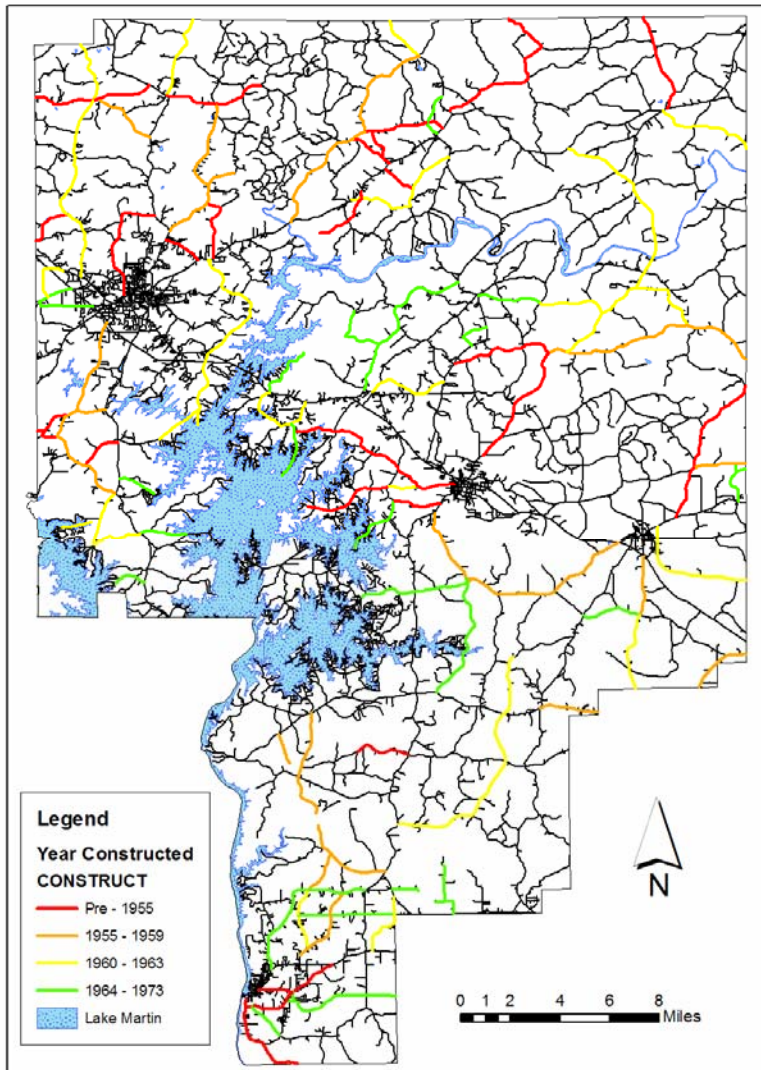 N
Legend
Year Constructed
CONSTRUCT
Pre - 1955
1955 - 1959
1960 - 1963
1964 - 1973
Lake Martin
0 1 2 4 6 8
Miles